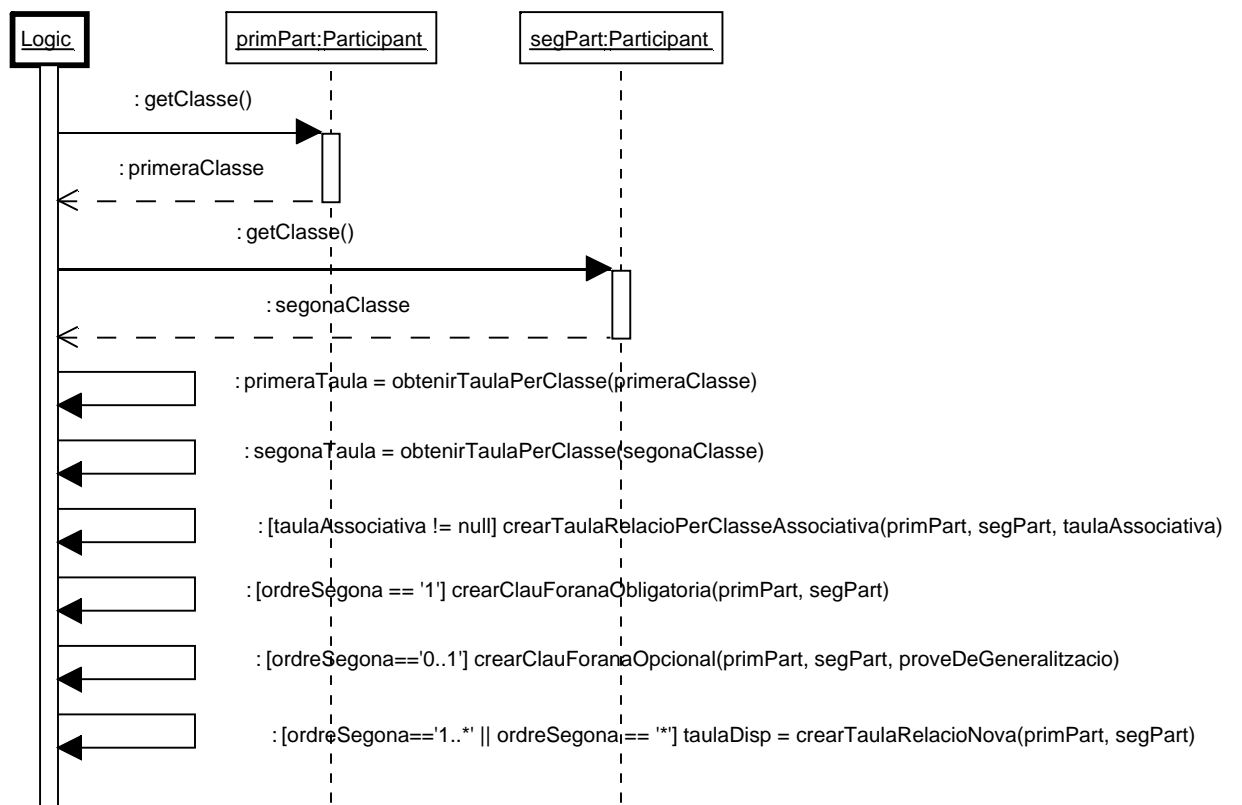 Logic
primPart:Participant
segPart:Participant
: getClasse()
: primeraClasse
: getClasse()
: segonaClasse
: primeraTaula = obtenirTaulaPerClasse(primeraClasse)
: segonaTaula = obtenirTaulaPerClasse(segonaClasse)
: [taulaAssociativa != null] crearTaulaRelacioPerClasseAssociativa(primPart, segPart, taulaAssociativa)
: [ordreSegona == '1'] crearClauForanaObligatoria(primPart, segPart)
: [ordreSegona=='0..1'] crearClauForanaOpcional(primPart, segPart, proveDeGeneralitzacio)
: [ordreSegona=='1..*' || ordreSegona == '*'] taulaDisp = crearTaulaRelacioNova(primPart, segPart)